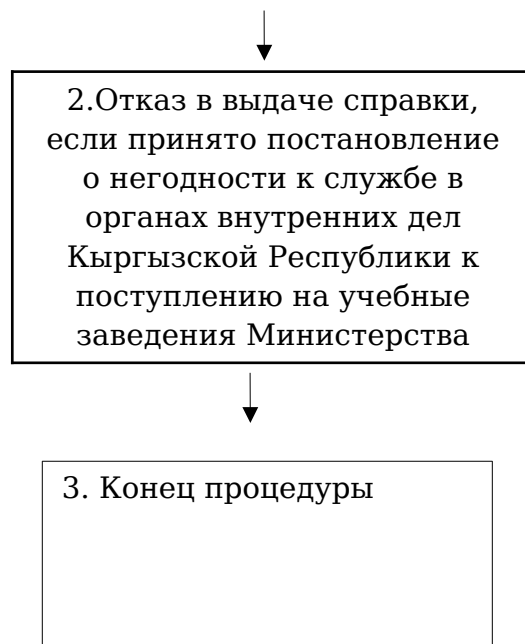 2.Отказ в выдаче справки,
если принято постановление
о негодности к службе в
органах внутренних дел
Кыргызской Республики к
поступлению на учебные
заведения Министерства
3. Конец процедуры